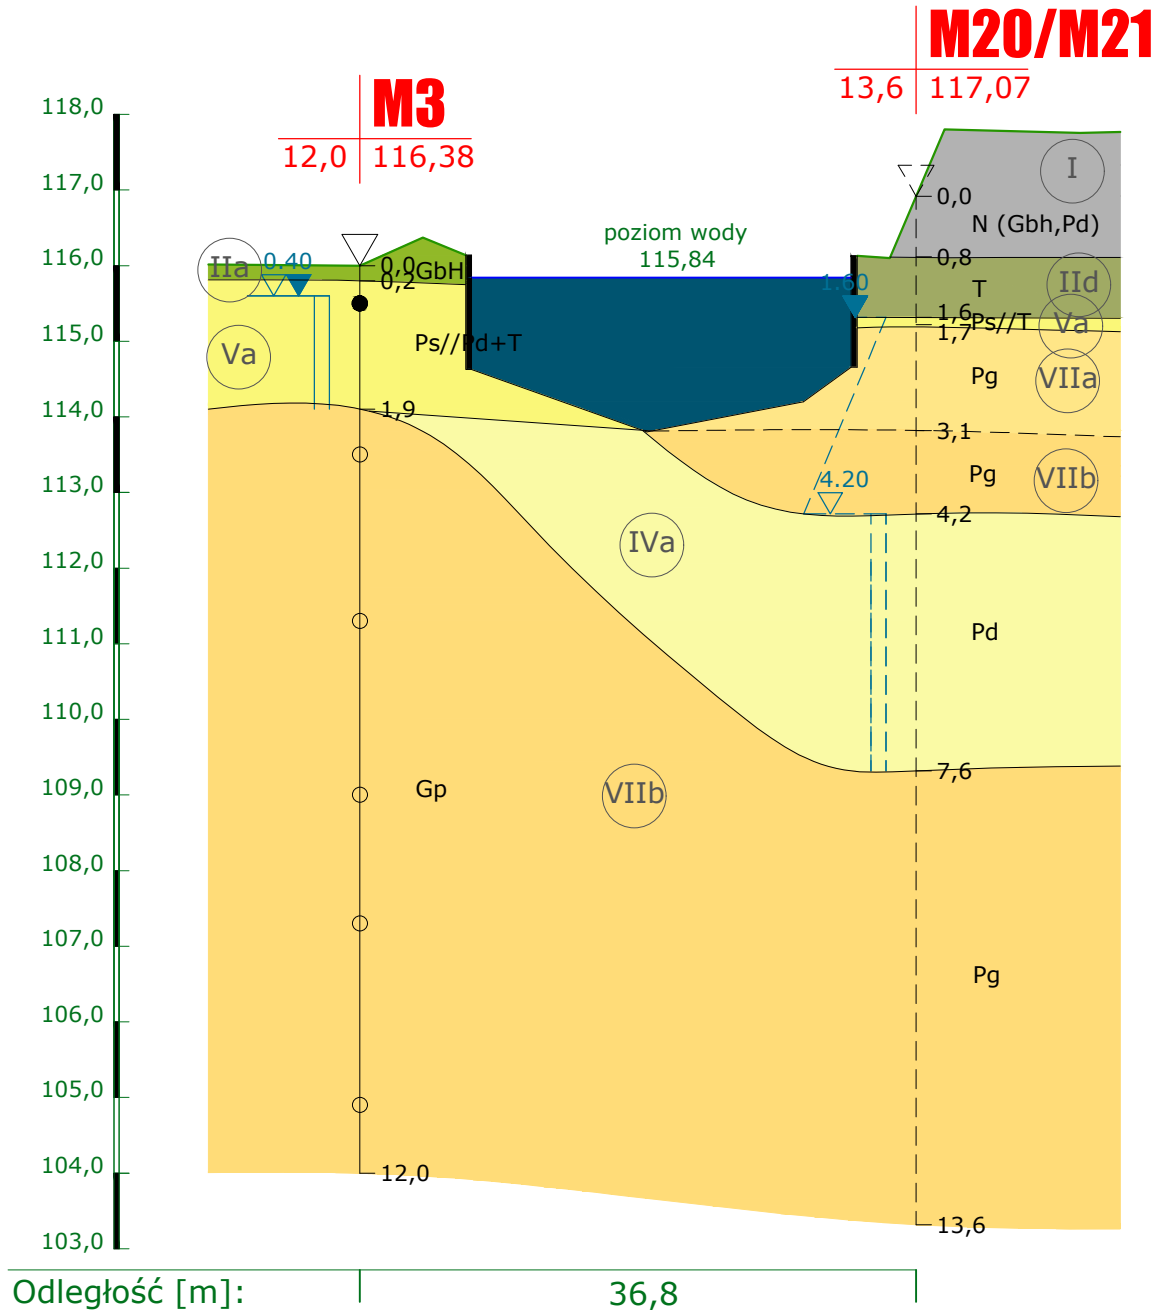 M20/M21
13,6 117,07
M3
12,0 116,38
118,0
117,0
116,0
115,0
114,0
113,0
112,0
111,0
110,0
109,0
108,0
107,0
106,0
105,0
104,0
103,0
poziom wody
115,84
I
0,0
N (Gbh,Pd)
0,8
IIa
0.40
0,0
GbH
0,2
T
IId
1.60
1,6
Ps//T
Va
1,7
Va
Ps//Pd+T
Pg
VIIa
1,9
3,1
Pg
VIIb
4.20
4,2
IVa
Pd
7,6
Gp
VIIb
Pg
12,0
13,6
Odległość [m]:
36,8